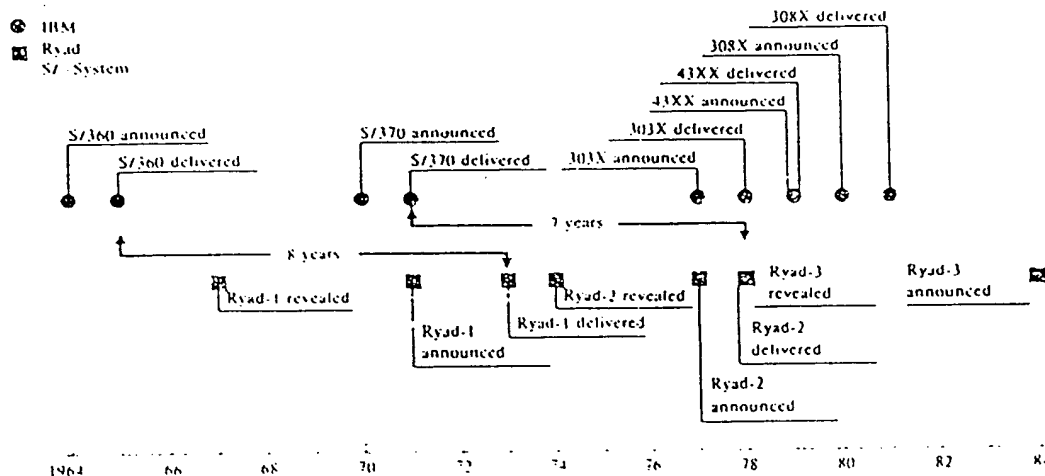 IBM
Ryad
S/370 announced
S/370 delivered
S/360 announced
S/360 delivered
308X delivered
308X announced
43XX delivered
43XX announced
303X delivered
303X announced
7 years
8 years
Ryad-1 revealed
Ryad-1
announced
Ryad-1 delivered
Ryad-2 revealed
Ryad-2
announced
Ryad-3
revealed
Ryad-2
delivered
Ryad-3
announced
1964 66 68 70 72 74 76 78 80 82